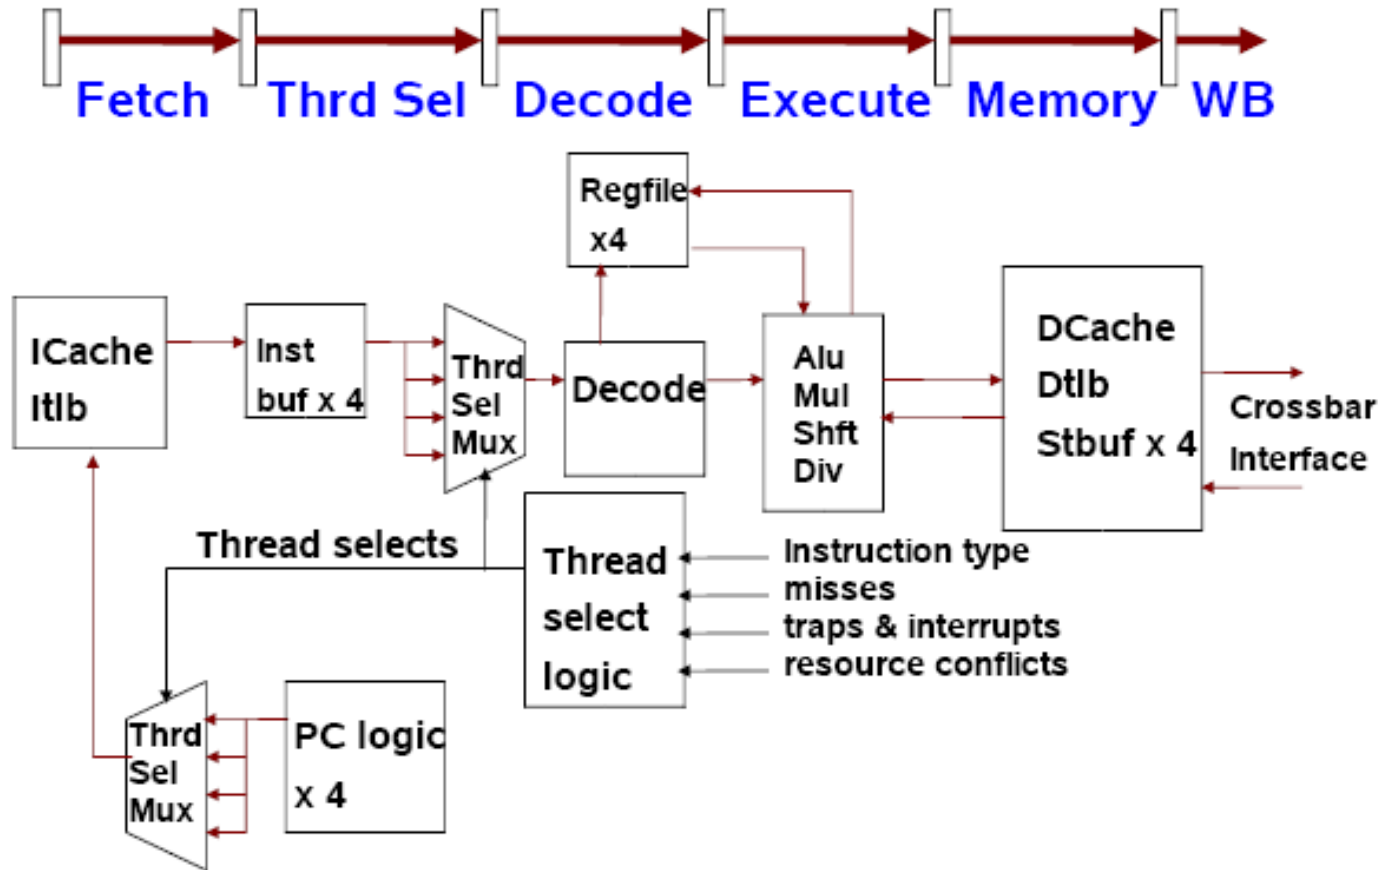 Fetch
Thrd Sel
Decode
Execute
Memory
WB
Regfile
x4
ICache
Itlb
Inst
buf x 4
Thrd
Sel
Mux
Decode
Alu
Mul
Shft
Div
DCache
Dtlb
Stbuf x 4
Crossbar
Interface
Thread selects
Thread
select
logic
Instruction type
misses
traps & interrupts
resource conflicts
Thrd
Sel
Mux
PC logic
x 4